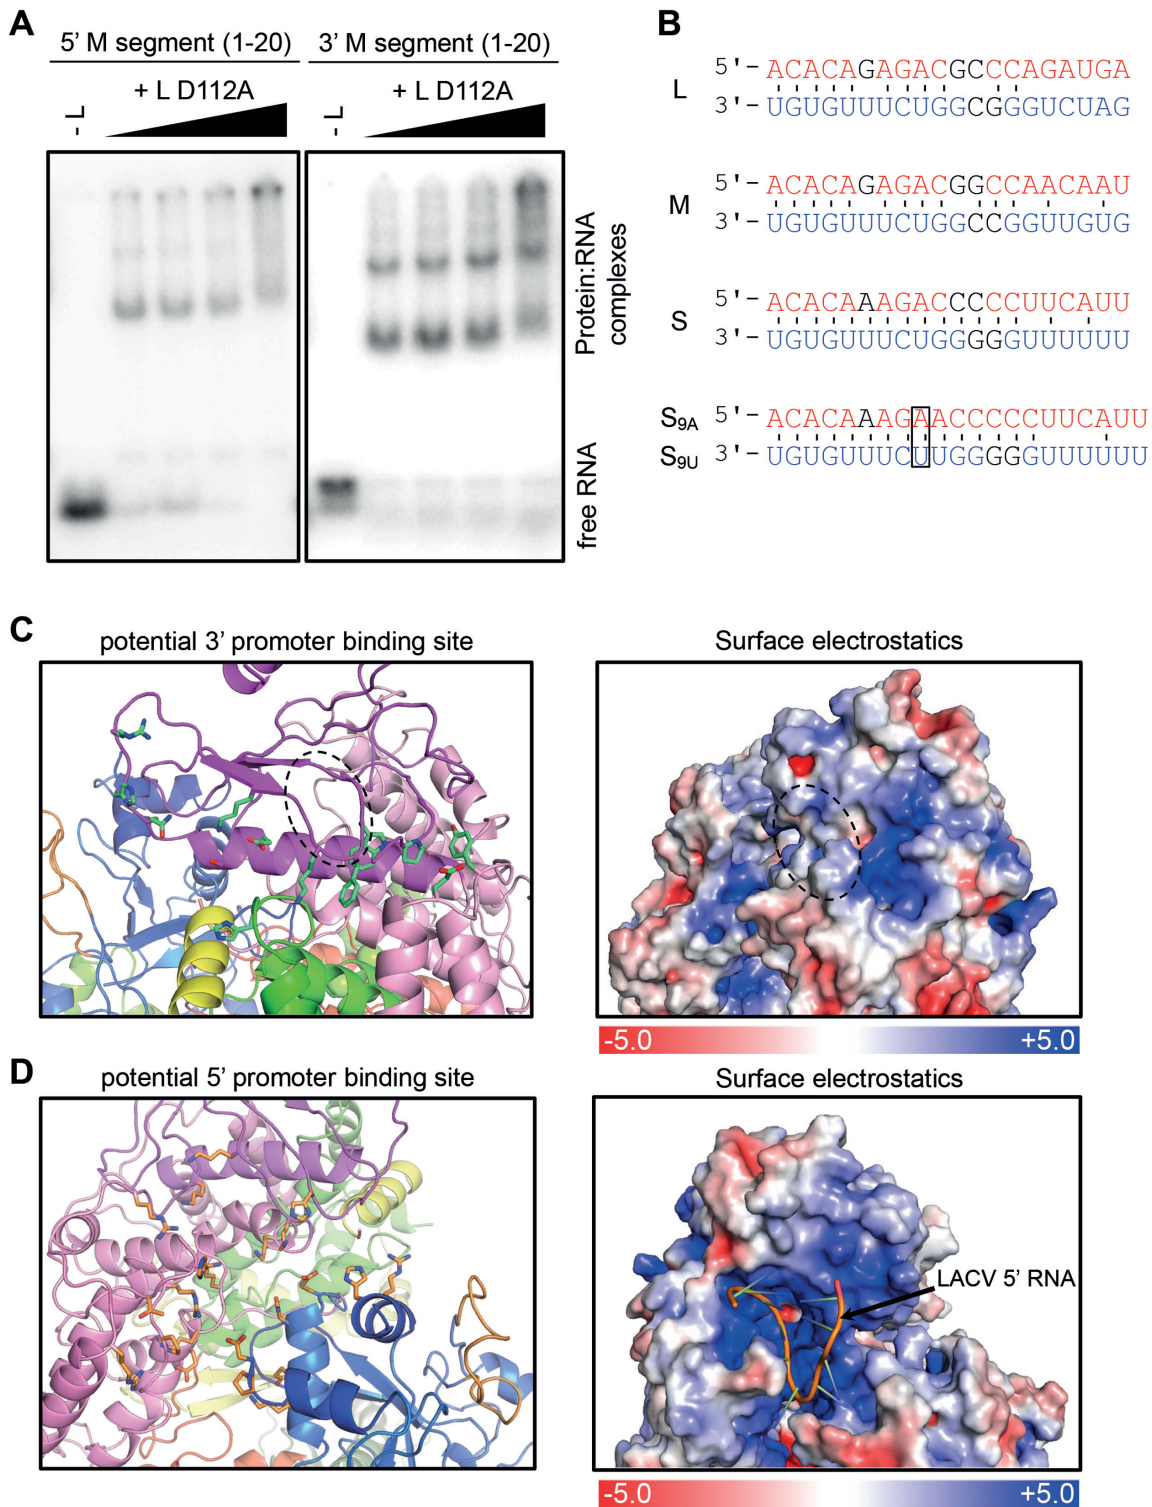 A
5' M segment (1-20)
3' M segment (1-20)
-L
+ L D112A
-L
+ L D112A
Protein:RNA
complexes
free RNA
B
L
5'-ACACAGAGACGCCCAGAUGA
3'-UGUGUUUCUGGCGGGUCUAG
M
5'-ACACAGAGACGGCCAACAAU
3'-UGUGUUUCUGGCCGGUUGUG
S
5'-ACACAAAGACCCCCUUCAUU
3'-UGUGUUUCUGGGGGUUUUUU
S9A 5'-ACACAAAGAACCCCCUUCAUU
S9U 3'-UGUGUUUCUUGGGGGUUUUUU
C
potential 3' promoter binding site
Surface electrostatics
-5.0
+5.0
D
potential 5' promoter binding site
Surface electrostatics
LACV 5' RNA
-5.0
+5.0